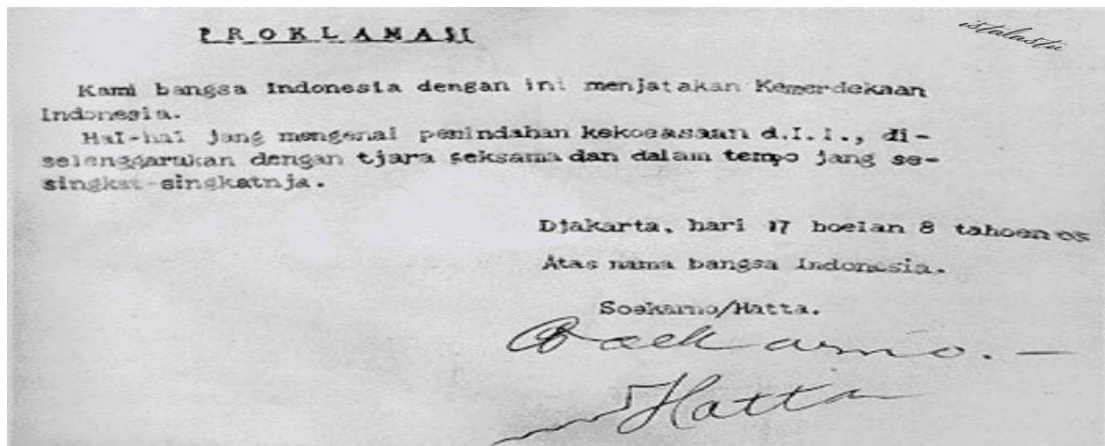 PROKLAMASI
istalastii
Kami bangsa Indonesia dengan ini menjatakan Kemerdekaan
Indonesia.
Hal-hal jang mengenai pemindahan kekoeasaan d.l.l., di-
selenggarakan dengan tjara seksama dan dalam tempo jang se-
singkat-singkatnja.
Djakarta, hari 17 boelan 8 tahoen 05
Atas nama bangsa Indonesia.
Soekarno/Hatta.
Soekarno.
Hatta